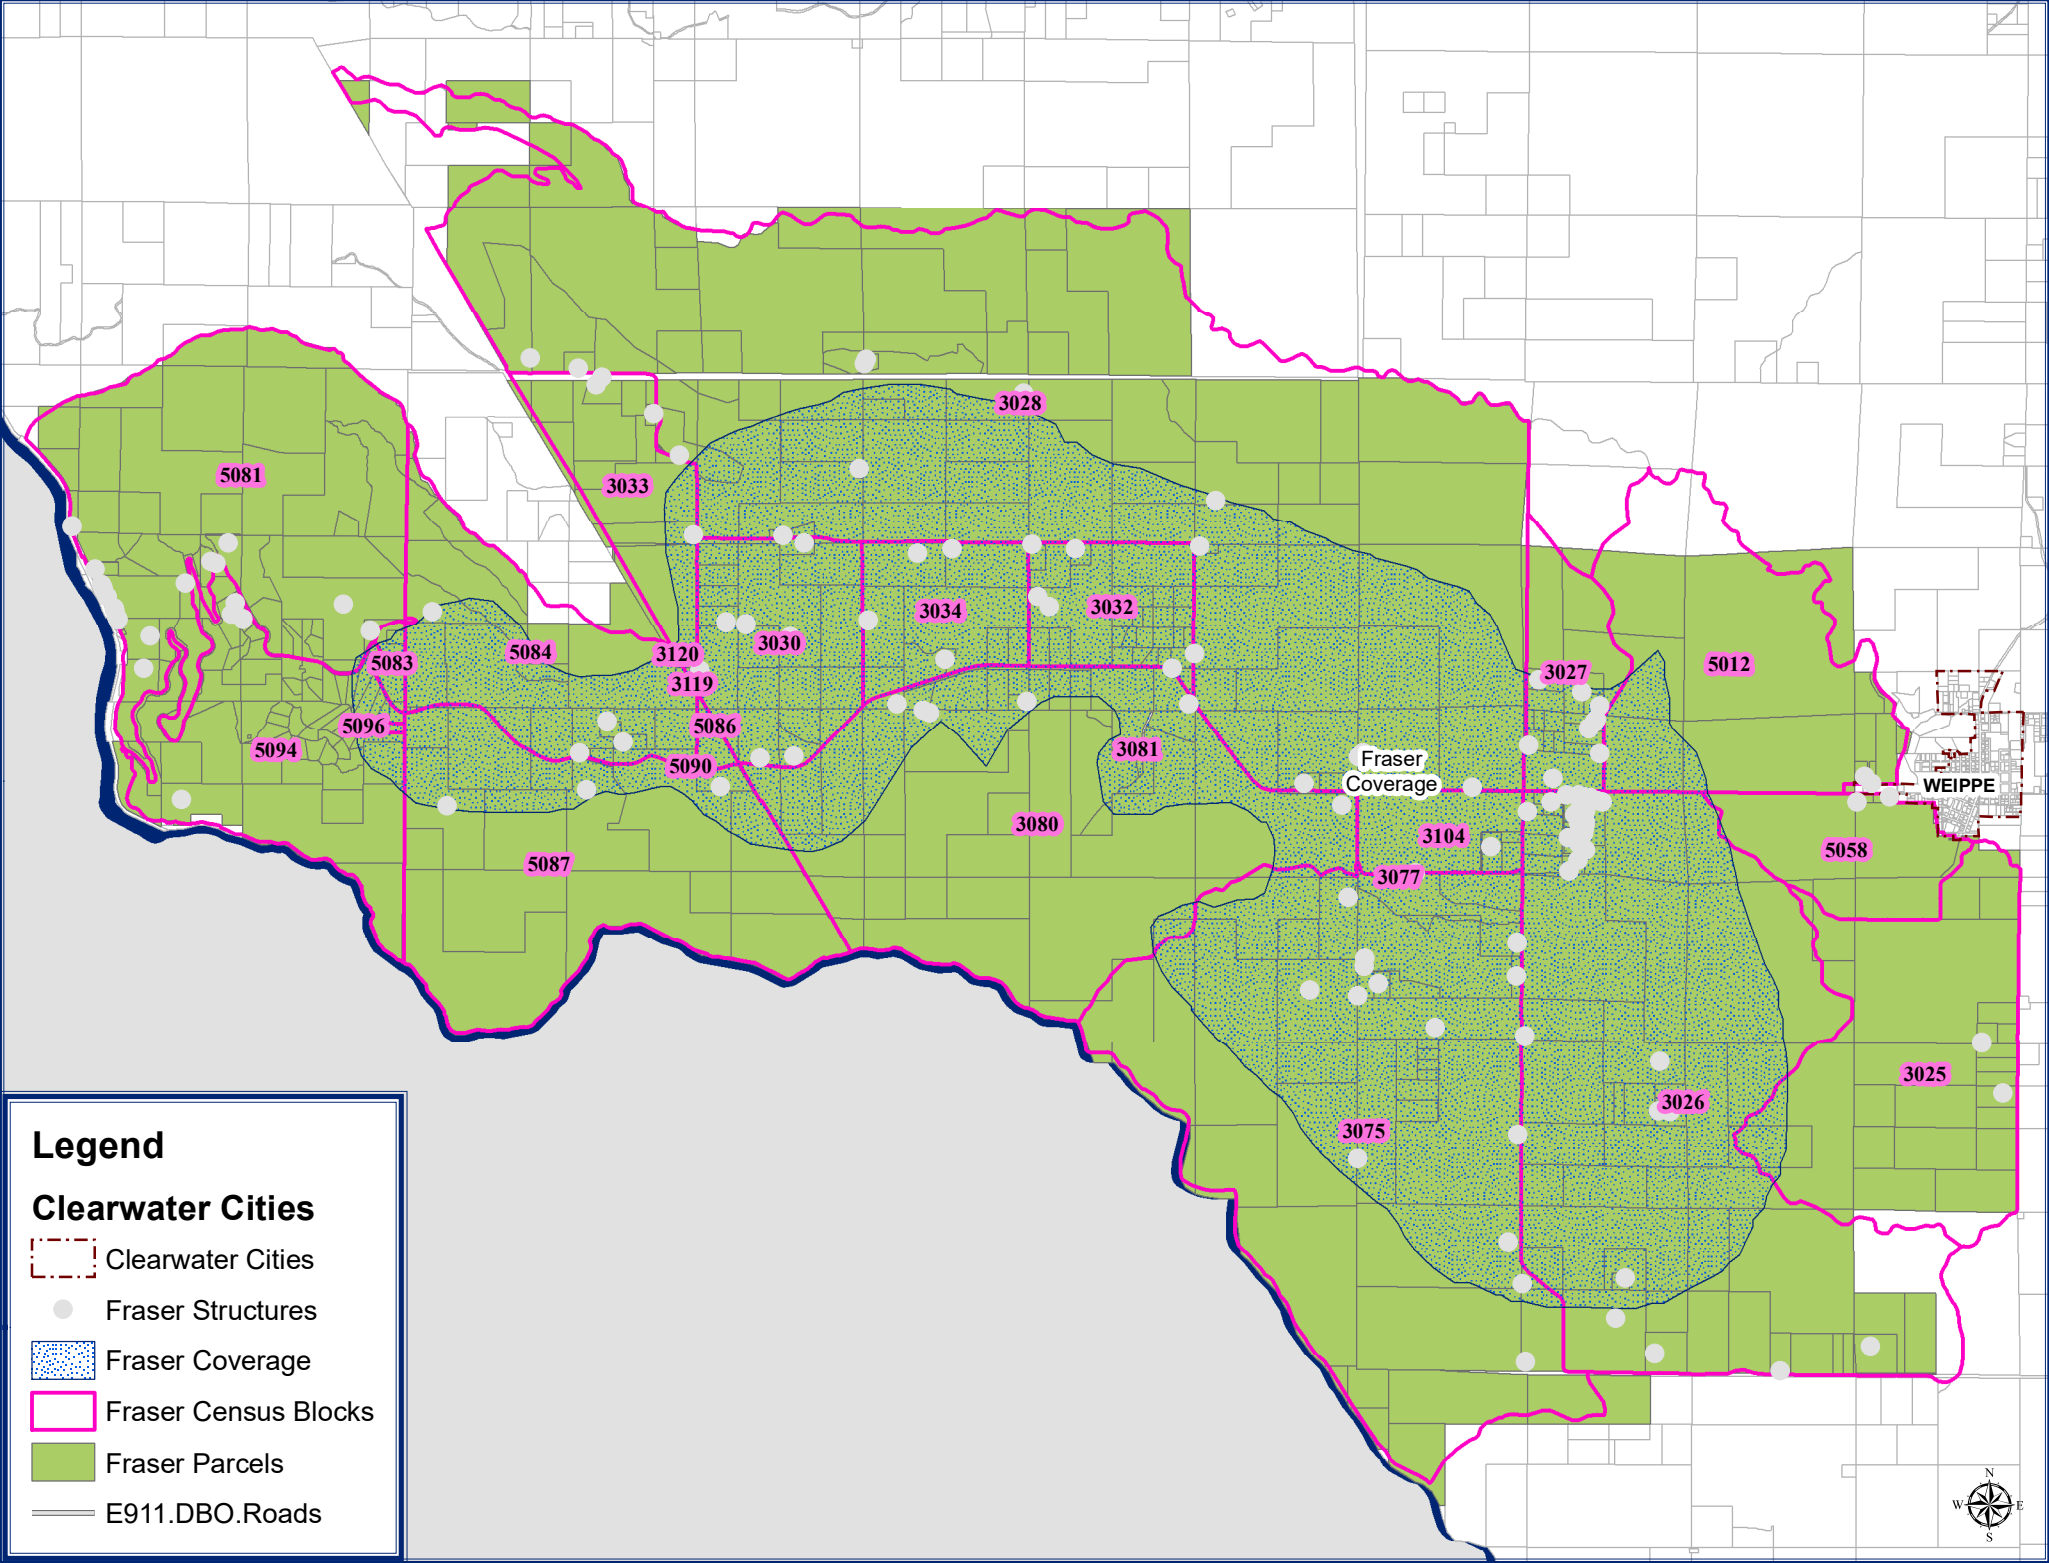 3028
5081
3033
3034
3032
3030
5084
3120
5083
3027
5012
3119
5096
5086
5094
3081
5090
Fraser
Coverage
WEIPPE
3080
3104
5058
5087
3077
3025
3026
3075
Legend
Clearwater Cities
Clearwater Cities
Fraser Structures
Fraser Coverage
Fraser Census Blocks
Fraser Parcels
E911.DBO.Roads
N
W
E
S